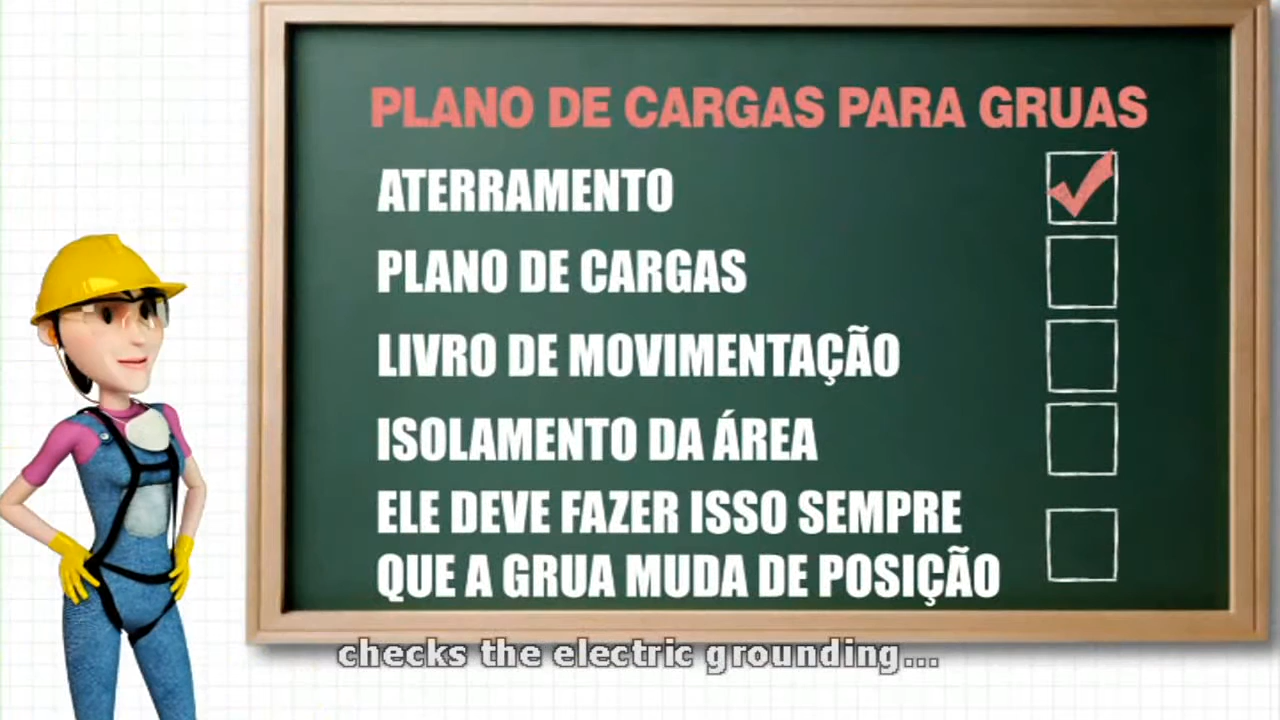 PLANO DE CARGAS PARA GRUAS
ATERRAMENTO
PLANO DE CARGAS
LIVRO DE MOVIMENTAÇÃO
ISOLAMENTO DA ÁREA
ELE DEVE FAZER ISSO SEMPRE
QUE A GRUA MUDA DE POSIÇÃO
checks the electric grounding...